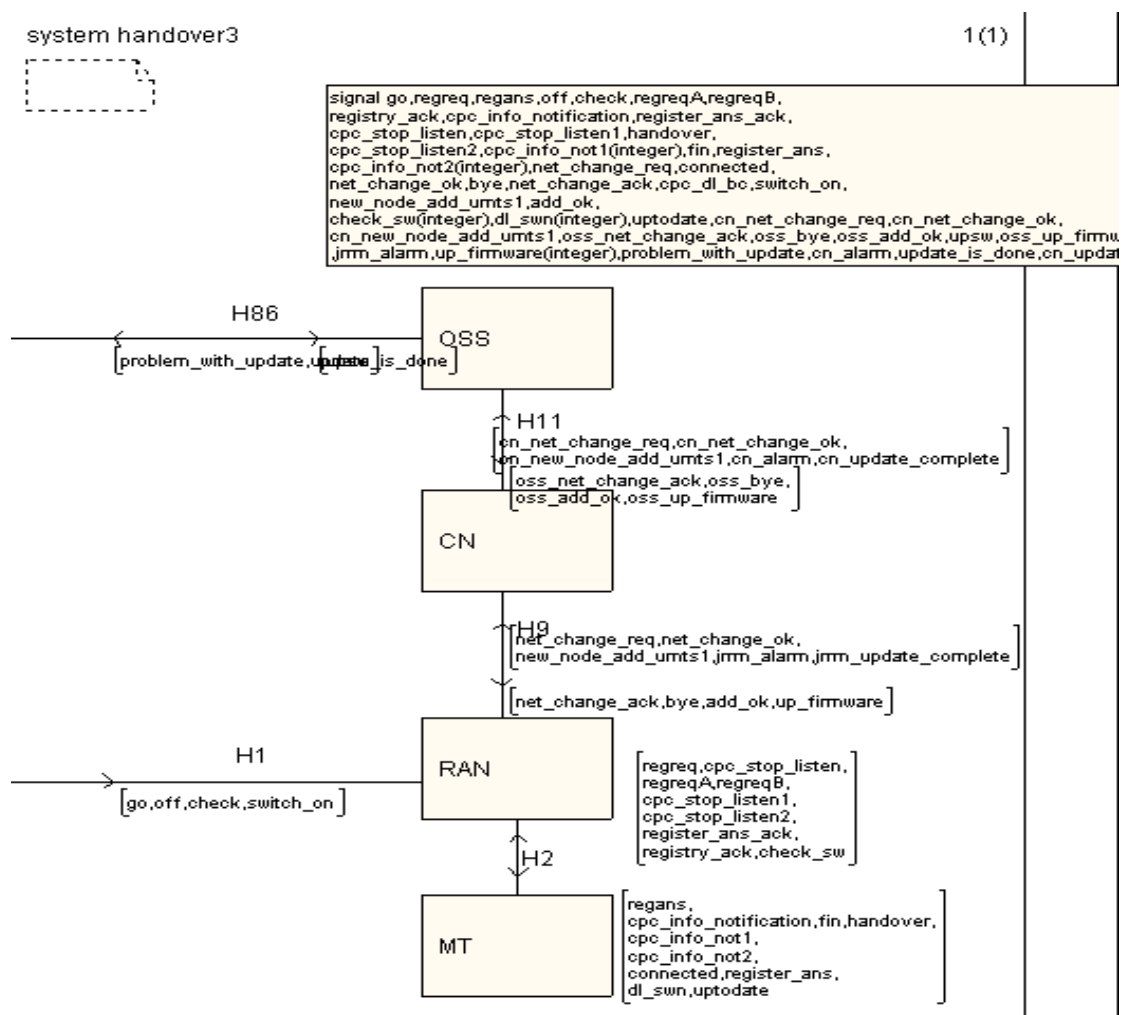 system handover3
1(1)
signal go,regreq,regans,off,check,regreqA,regreqB,
registry_ack,cpc_info_notification,register_ans_ack,
cpc_stop_listen,cpc_stop_listen1,handover,
cpc_stop_listen2,cpc_info_not1(integer),fin,register_ans,
cpc_info_not2(integer),net_change_req,connected,
net_change_ok,bye,net_change_ack,cpc_dl_bc,switch_on,
new_node_add_umts1,add_ok,
check_sw(integer),dl_swn(integer),uptodate,cn_net_change_req,cn_net_change_ok,
cn_new_node_add_umts1,oss_net_change_ack,oss_bye,oss_add_ok,upsw,oss_up_firmw
,jrrm_alarm,up_firmware(integer),problem_with_update,cn_alarm,update_is_done,cn_updat
H86
OSS
[problem_with_update,update_is_done]
H11
[cn_net_change_req,cn_net_change_ok,
cn_new_node_add_umts1,cn_alarm,cn_update_complete]
[oss_net_change_ack,oss_bye,
oss_add_ok,oss_up_firmware]
CN
H9
[net_change_req,net_change_ok,
new_node_add_umts1,jrrm_alarm,jrrm_update_complete]
[net_change_ack,bye,add_ok,up_firmware]
H1
RAN
[go,off,check,switch_on]
[regreq,cpc_stop_listen,
regreqA,regreqB,
cpc_stop_listen1,
cpc_stop_listen2,
register_ans_ack,
registry_ack,check_sw]
H2
MT
[regans,
cpc_info_notification,fin,handover,
cpc_info_not1,
cpc_info_not2,
connected,register_ans,
dl_swn,uptodate]